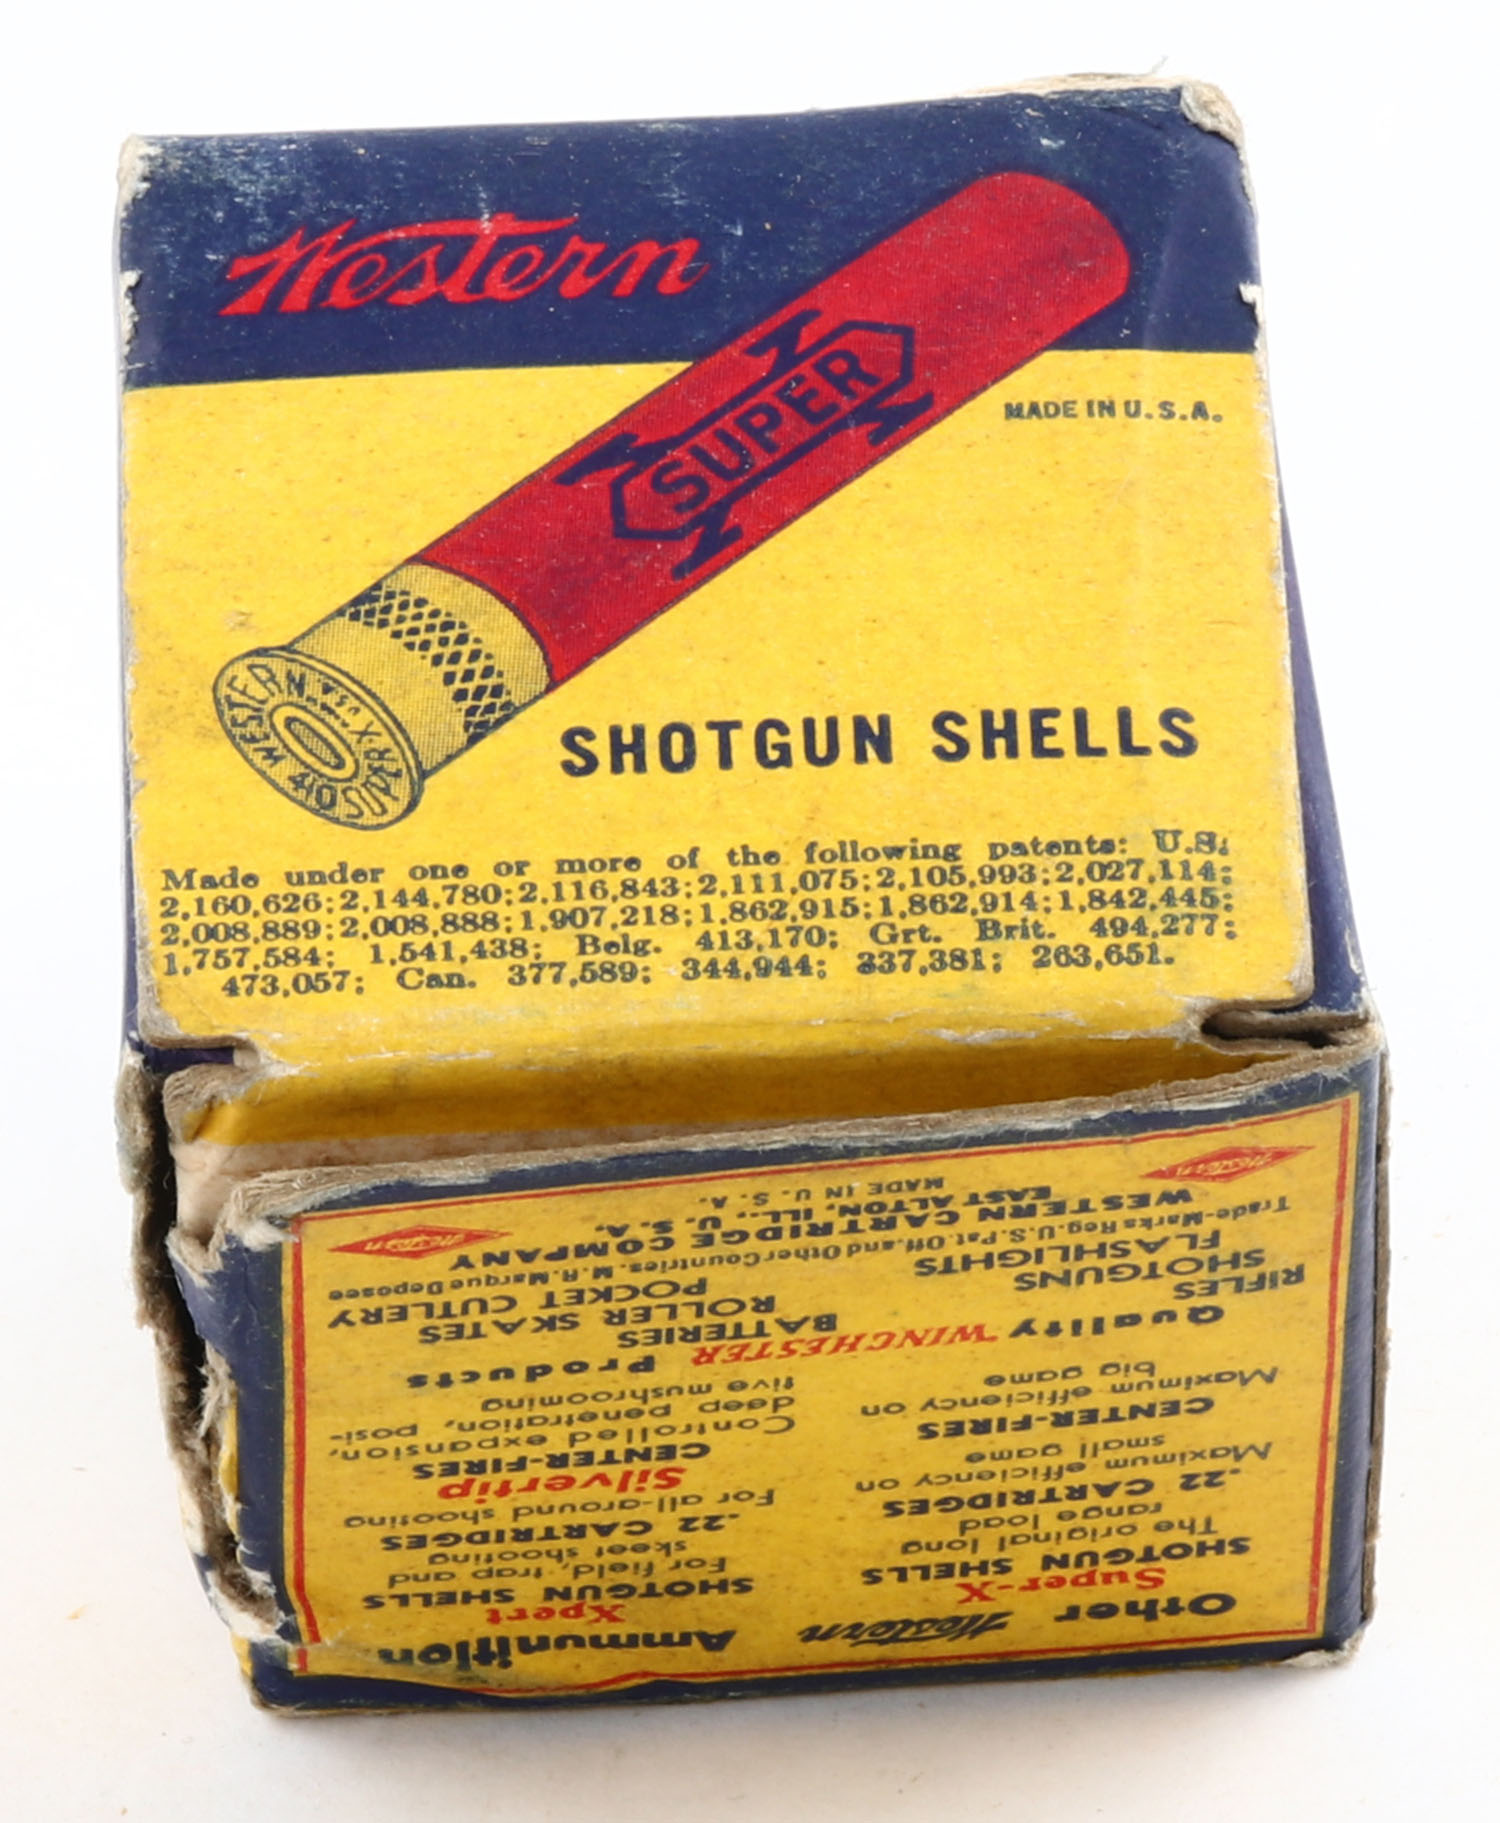 Western
MADE IN U.S.A.
SUPER
WESTERN
MADE IN USA
SUPER-X
NO 410
SHOTGUN SHELLS
Made under one or more of the following patents: U.S.
2,160,626; 2,144,780; 2,116,843; 2,111,075; 2,105,993; 2,027,114;
2,008,889; 2,008,888; 1,907,218; 1,862,915; 1,862,914; 1,842,445;
1,757,584; 1,541,438; Belg. 413,170; Grt. Brit. 494,277;
473,057; Can. 377,589; 344,944; 337,381; 263,651.
Other Western Ammunition
Super-X
SHOTGUN SHELLS
The original long
range load
.22 CARTRIDGES
Maximum efficiency on
small game
CENTER-FIRES
Maximum efficiency on
big game
Xpert
SHOTGUN SHELLS
For field, trap and
skeet shooting
.22 CARTRIDGES
For all-around shooting
Silvertip
CENTER-FIRES
Controlled expansion,
deep penetration, posi-
tive mushrooming
Quality WINCHESTER Products
RIFLES
SHOTGUNS
FLASHLIGHTS
BATTERIES
ROLLER SKATES
POCKET CUTLERY
Trade-Marks Reg. U.S. Pat. Off. and Other Countries. M. R. Marque Deposee
WESTERN CARTRIDGE COMPANY
EAST ALTON, ILL., U. S. A.
MADE IN U. S. A.
Western
Western